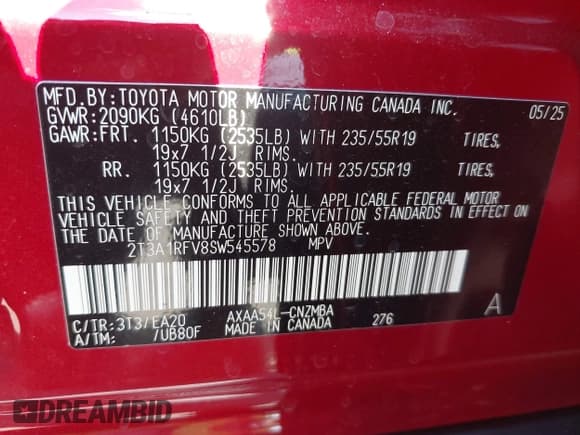 MFD.BY:TOYOTA MOTOR MANUFACTURING CANADA INC. 05/25
GVWR:2090KG (4610LB)
GAWR:FRT. 1150KG (2535LB) WITH 235/55R19 TIRES,
19x7 1/2J RIMS.
RR. 1150KG (2535LB) WITH 235/55R19 TIRES,
19x7 1/2J RIMS.
THIS VEHICLE CONFORMS TO ALL APPLICABLE FEDERAL MOTOR
VEHICLE SAFETY AND THEFT PREVENTION STANDARDS IN EFFECT ON
THE DATE OF MANUFACTURE SHOWN ABOVE.
2T3A1RFV8SW545578 MPV
C/TR:3T3/EA20 AXAA54L-CNZMBA 276 A
A/TM: /UB80F MADE IN CANADA
DREAMBID